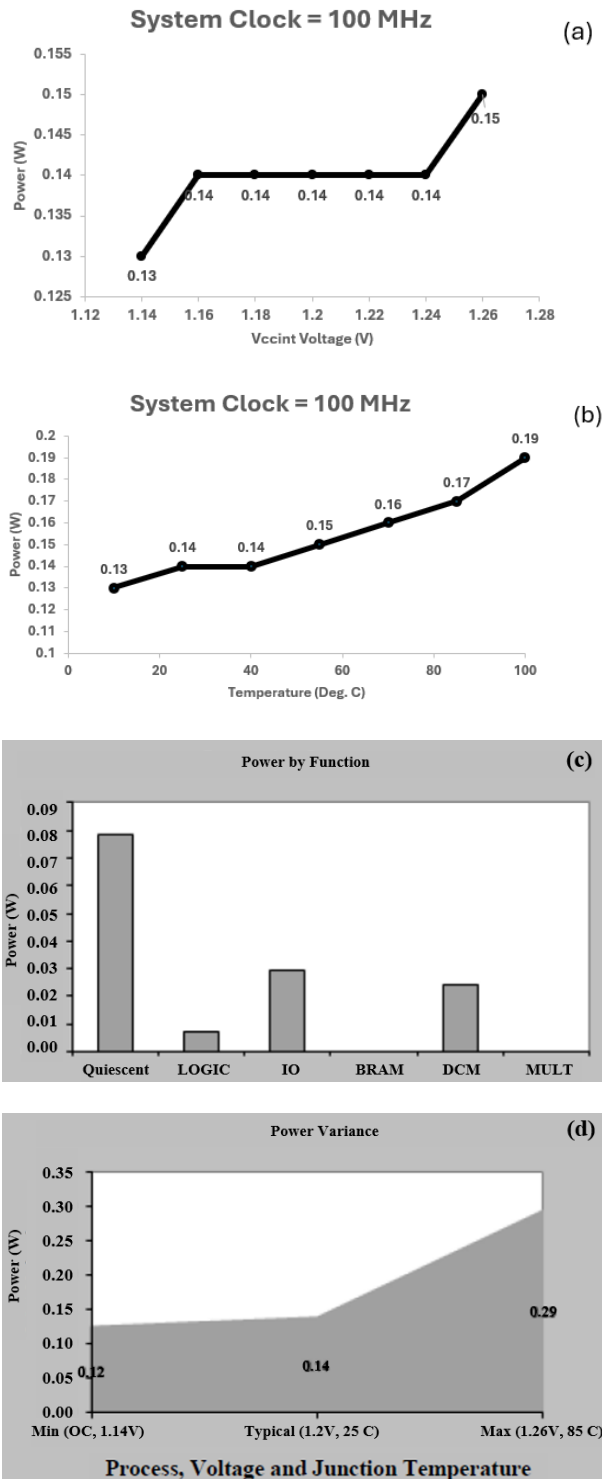 System Clock = 100 MHz
(a)
0.155
0.15
0.145
0.14
0.135
0.13
0.125
Power (W)
0.13
0.14
0.14
0.14
0.14
0.14
0.15
1.12 1.14 1.16 1.18 1.2 1.22 1.24 1.26 1.28
Vccint Voltage (V)
System Clock = 100 MHz
(b)
0.2
0.19
0.18
0.17
0.16
0.15
0.14
0.13
0.12
0.11
0.1
Power (W)
0.13
0.14
0.14
0.15
0.16
0.17
0.19
0 20 40 60 80 100
Temperature (Deg. C)
Power by Function
(c)
0.09
0.08
0.07
0.06
0.05
0.04
0.03
0.02
0.01
0.00
Power (W)
Quiescent LOGIC IO BRAM DCM MULT
Power Variance
(d)
0.35
0.30
0.25
0.20
0.15
0.10
0.05
0.00
Power (W)
0.12
0.14
0.29
Min (OC, 1.14V) Typical (1.2V, 25 C) Max (1.26V, 85 C)
Process, Voltage and Junction Temperature